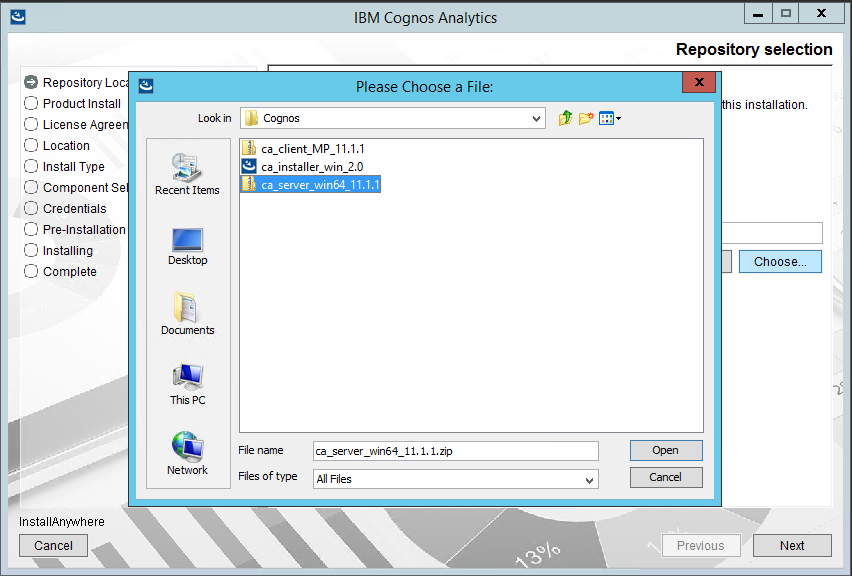 IBM Cognos Analytics
Repository selection
Repository Loca
Product Install
License Agreem
Location
Install Type
Component Sel
Credentials
Pre-Installation
Installing
Complete
this installation.
Choose...
Please Choose a File:
X
Look in
Cognos
Recent Items
Desktop
Documents
This PC
Network
ca_client_MP_11.1.1
ca_installer_win_2.0
ca_server_win64_11.1.1
File name
ca_server_win64_11.1.1.zip
Open
Files of type
All Files
Cancel
InstallAnywhere
Cancel
13%
Previous
Next